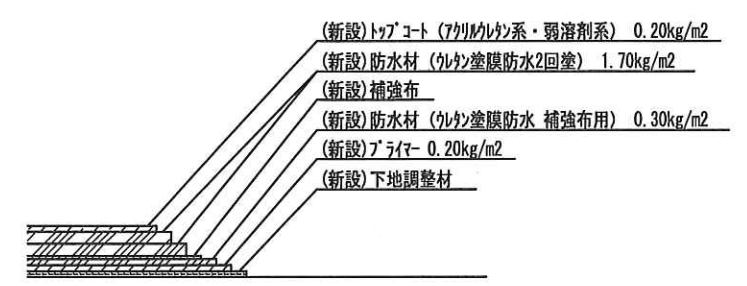 (新設)ﾄｯﾌﾟｺｰﾄ (ｱｸﾘﾙｳﾚﾀﾝ系・弱溶剤系) 0.20kg/m2
(新設)防水材 (ｳﾚﾀﾝ塗膜防水2回塗) 1.70kg/m2
(新設)補強布
(新設)防水材 (ｳﾚﾀﾝ塗膜防水 補強布用) 0.30kg/m2
(新設)ﾌﾟﾗｲﾏｰ 0.20kg/m2
(新設)下地調整材